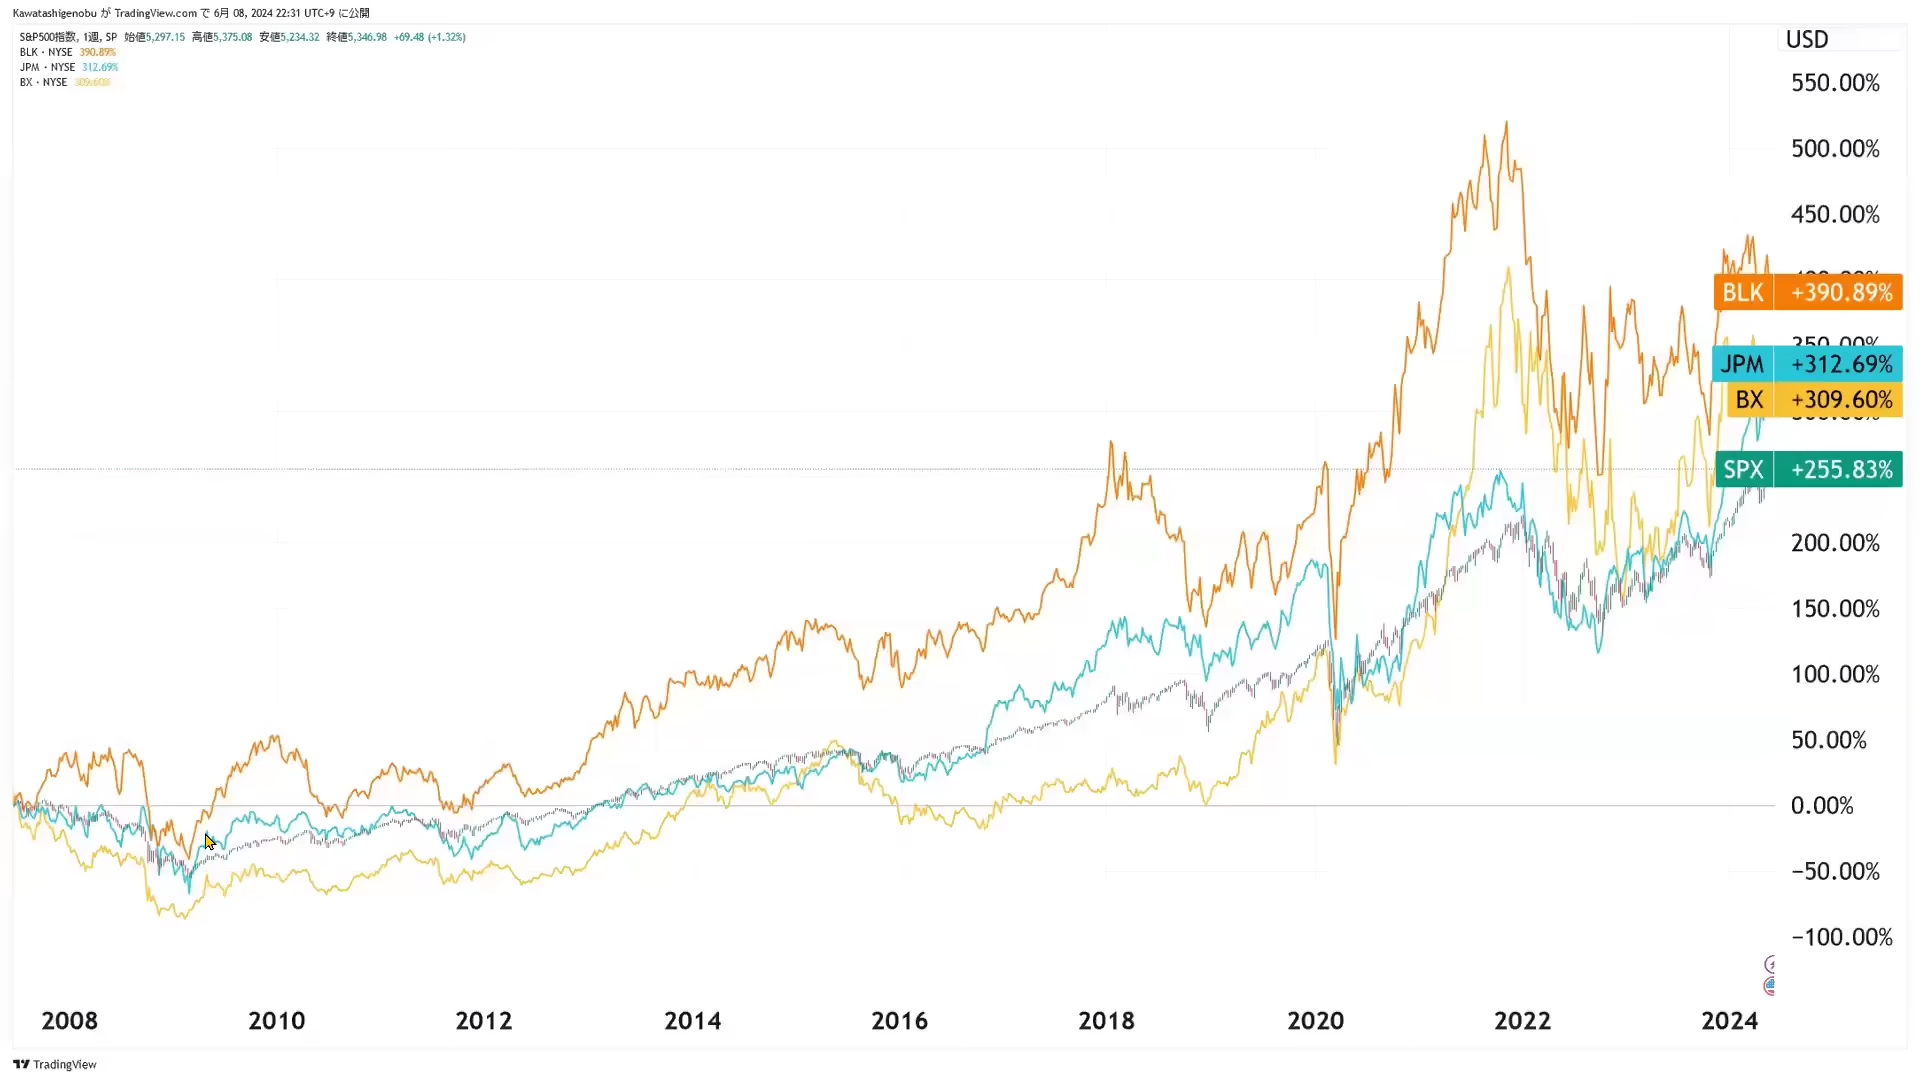 Kawatashigenobu が TradingView.com で 6月 08, 2024 22:31 UTC+9 に公開
S&P500指数, 1週, SP 始値5,297.15 高値5,375.08 安値5,234.32 終値5,346.98 +69.48 (+1.32%)
BLK・NYSE 390.89%
JPM・NYSE 312.69%
BX・NYSE 309.60%
USD
550.00%
500.00%
450.00%
BLK +390.89%
350.00%
JPM +312.69%
BX +309.60%
SPX +255.83%
200.00%
150.00%
100.00%
50.00%
0.00%
−50.00%
−100.00%
2008 2010 2012 2014 2016 2018 2020 2022 2024
TradingView